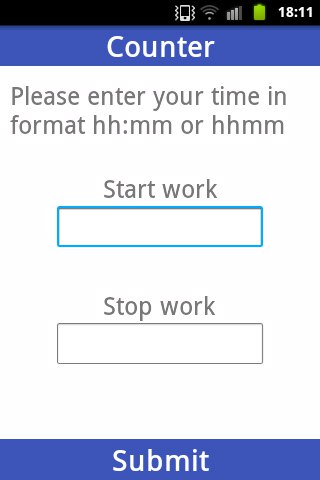 18:11
Counter
Please enter your time in
format hh:mm or hhmm
Start work
Stop work
Submit